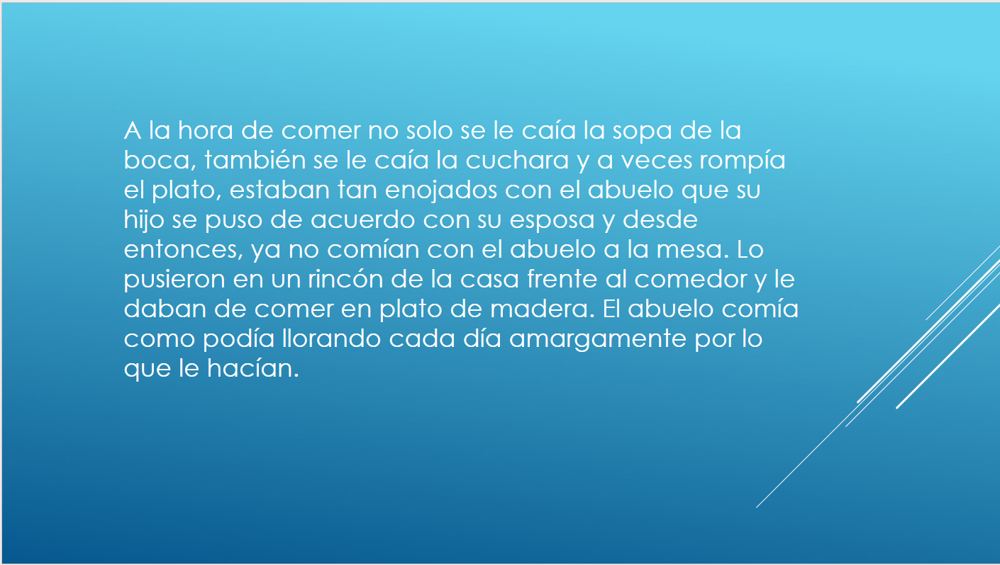 A la hora de comer no solo se le caía la sopa de la
boca, también se le caía la cuchara y a veces rompía
el plato, estaban tan enojados con el abuelo que su
hijo se puso de acuerdo con su esposa y desde
entonces, ya no comían con el abuelo a la mesa. Lo
pusieron en un rincón de la casa frente al comedor y le
daban de comer en plato de madera. El abuelo comía
como podía llorando cada día amargamente por lo
que le hacían.